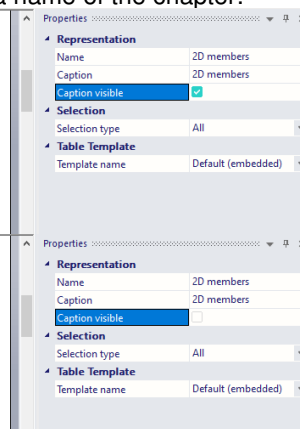 a name of the chapter.
Properties
Representation
Name 2D members
Caption 2D members
Caption visible
Selection
Selection type All
Table Template
Template name Default (embedded)
Properties
Representation
Name 2D members
Caption 2D members
Caption visible
Selection
Selection type All
Table Template
Template name Default (embedded)